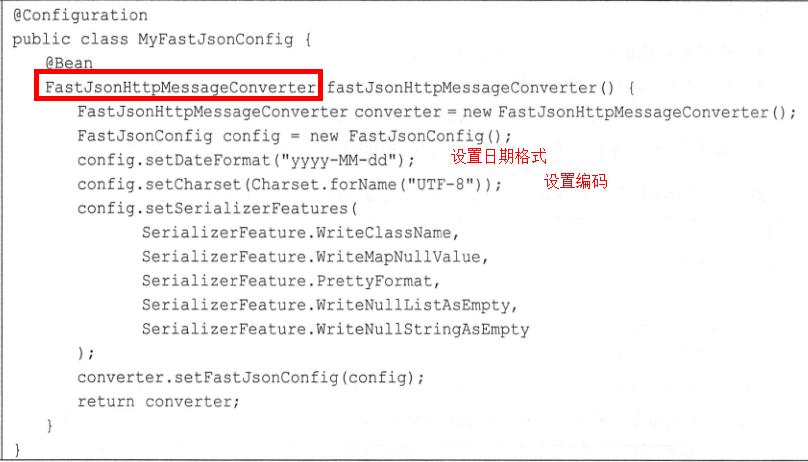 @Configuration
public class MyFastJsonConfig {
@Bean
FastJsonHttpMessageConverter fastJsonHttpMessageConverter() {
FastJsonHttpMessageConverter converter = new FastJsonHttpMessageConverter();
FastJsonConfig config = new FastJsonConfig();
config.setDateFormat("yyyy-MM-dd"); 设置日期格式
config.setCharset(Charset.forName("UTF-8")); 设置编码
config.setSerializerFeatures(
SerializerFeature.WriteClassName,
SerializerFeature.WriteMapNullValue,
SerializerFeature.PrettyFormat,
SerializerFeature.WriteNullListAsEmpty,
SerializerFeature.WriteNullStringAsEmpty
);
converter.setFastJsonConfig(config);
return converter;
}
}